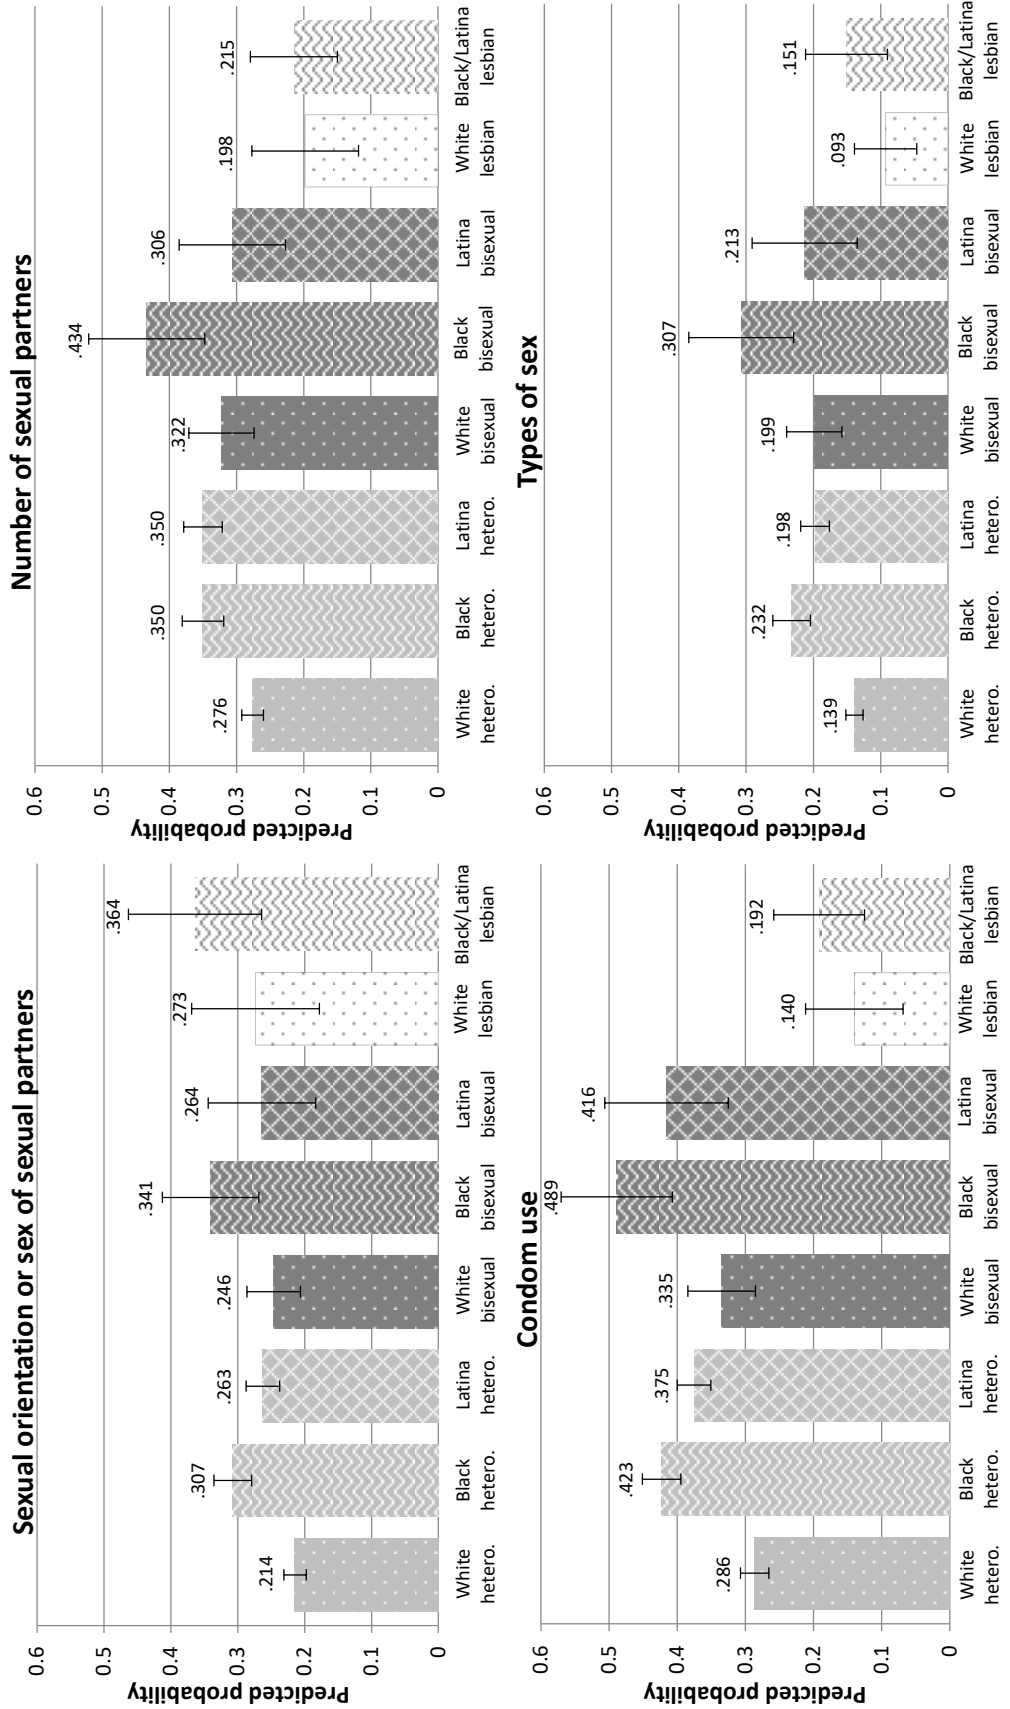 Sexual orientation or sex of sexual partners
Predicted probability
0.6
0.5
0.4
0.3
0.2
0.1
0
.214
.307
.263
.246
.341
.264
.273
.364
White
hetero.
Black
hetero.
Latina
hetero.
White
bisexual
Black
bisexual
Latina
bisexual
White
lesbian
Black/Latina
lesbian
Number of sexual partners
Predicted probability
0.6
0.5
0.4
0.3
0.2
0.1
0
.276
.350
.350
.322
.434
.306
.198
.215
White
hetero.
Black
hetero.
Latina
hetero.
White
bisexual
Black
bisexual
Latina
bisexual
White
lesbian
Black/Latina
lesbian
Condom use
Predicted probability
0.6
0.5
0.4
0.3
0.2
0.1
0
.286
.423
.375
.335
.489
.416
.140
.192
White
hetero.
Black
hetero.
Latina
hetero.
White
bisexual
Black
bisexual
Latina
bisexual
White
lesbian
Black/Latina
lesbian
Types of sex
Predicted probability
0.6
0.5
0.4
0.3
0.2
0.1
0
.139
.232
.198
.199
.307
.213
.093
.151
White
hetero.
Black
hetero.
Latina
hetero.
White
bisexual
Black
bisexual
Latina
bisexual
White
lesbian
Black/Latina
lesbian